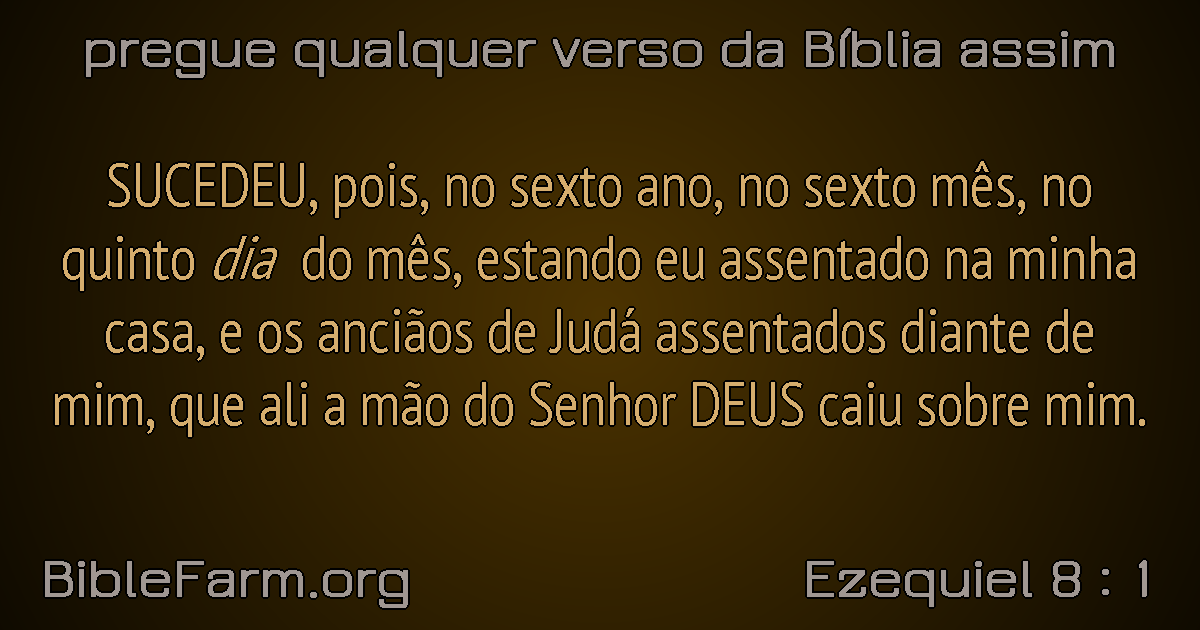 pregue qualquer verso da Bíblia assim
SUCEDEU, pois, no sexto ano, no sexto mês, no
quinto dia do mês, estando eu assentado na minha
casa, e os anciãos de Judá assentados diante de
mim, que ali a mão do Senhor DEUS caiu sobre mim.
BibleFarm.org
Ezequiel 8 : 1